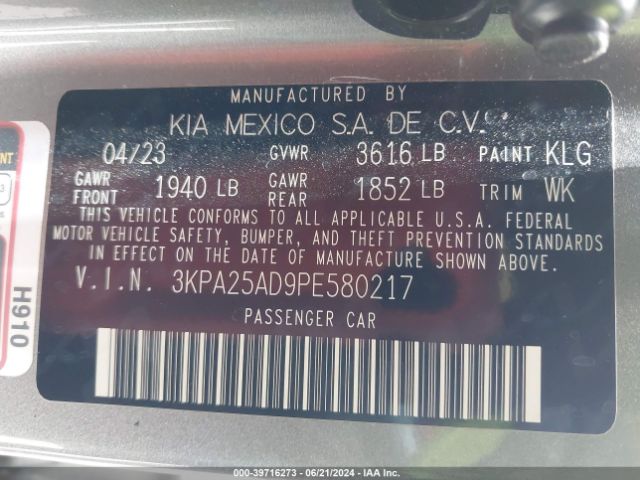 MANUFACTURED BY
KIA MEXICO S.A. DE C.V.
04/23 GVWR 3616 LB PAINT KLG
GAWR FRONT 1940 LB GAWR REAR 1852 LB TRIM WK
THIS VEHICLE CONFORMS TO ALL APPLICABLE U.S.A. FEDERAL
MOTOR VEHICLE SAFETY, BUMPER, AND THEFT PREVENTION STANDARDS
IN EFFECT ON THE DATE OF MANUFACTURE SHOWN ABOVE.
V.I.N. 3KPA25AD9PE580217
PASSENGER CAR
H910
000-39716273 - 06/21/2024 - IAA Inc.